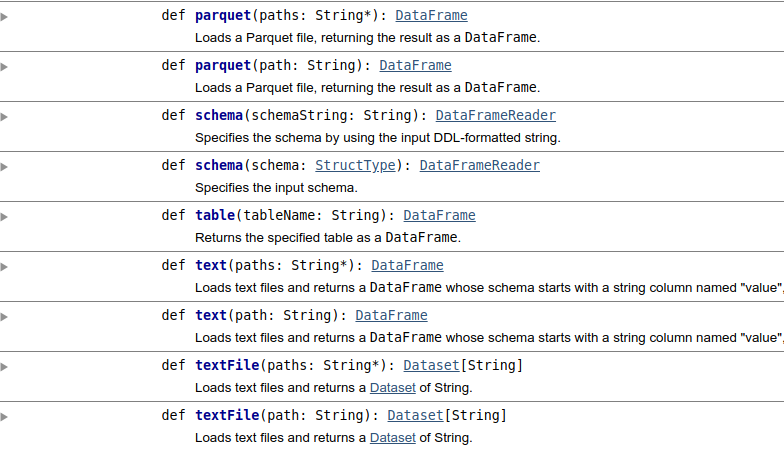 def parquet(paths: String*): DataFrame
Loads a Parquet file, returning the result as a DataFrame.
def parquet(path: String): DataFrame
Loads a Parquet file, returning the result as a DataFrame.
def schema(schemaString: String): DataFrameReader
Specifies the schema by using the input DDL-formatted string.
def schema(schema: StructType): DataFrameReader
Specifies the input schema.
def table(tableName: String): DataFrame
Returns the specified table as a DataFrame.
def text(paths: String*): DataFrame
Loads text files and returns a DataFrame whose schema starts with a string column named "value",
def text(path: String): DataFrame
Loads text files and returns a DataFrame whose schema starts with a string column named "value",
def textFile(paths: String*): Dataset[String]
Loads text files and returns a Dataset of String.
def textFile(path: String): Dataset[String]
Loads text files and returns a Dataset of String.